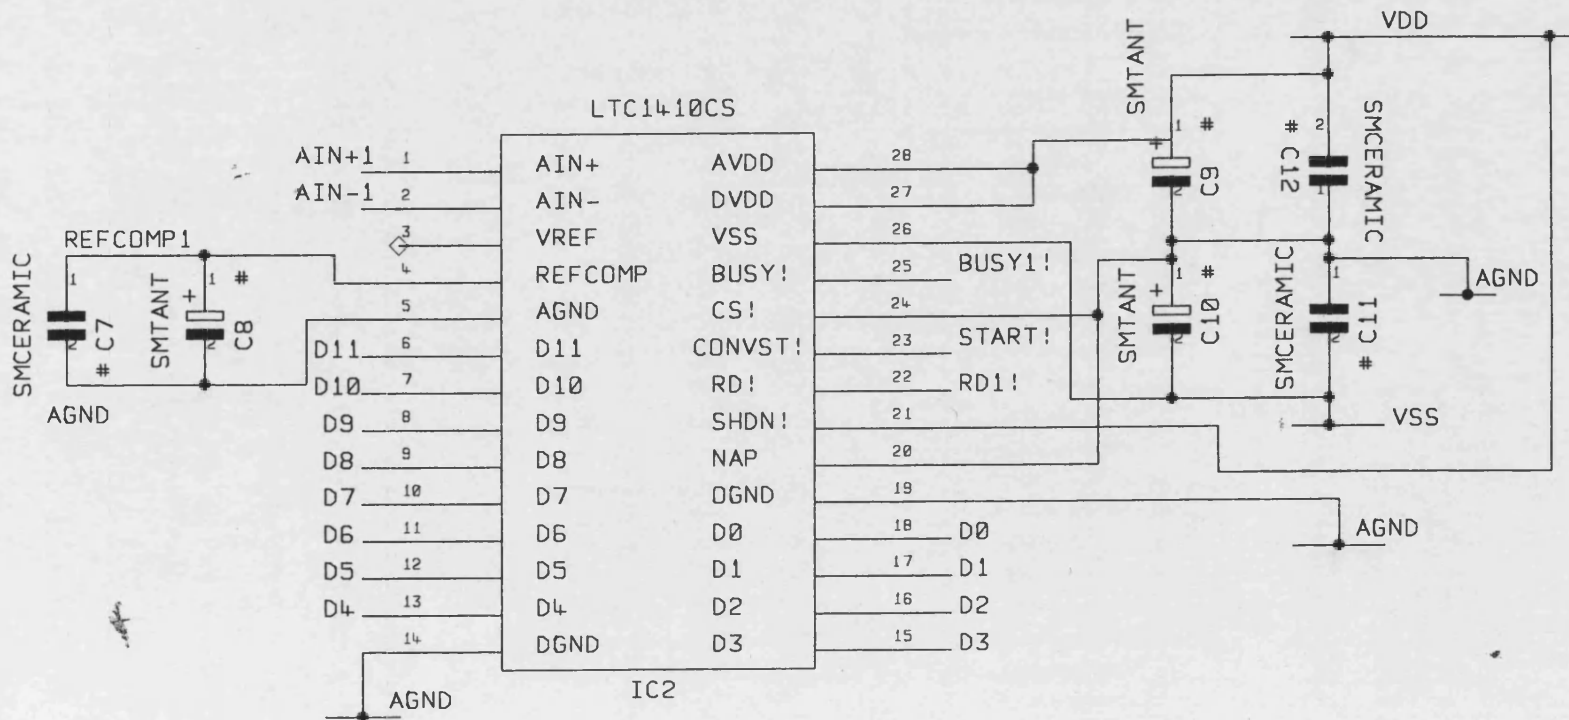 VDD
SMTANT
LTC1410CS
1 #
# 2
SMCERAMIC
AIN+1 1 AIN+ AVDD 28
+
C9
C12
AIN-1 2 AIN- DVDD 27
2
1
3 VREF VSS 26
REFCOMP1
4 REFCOMP BUSY! 25 BUSY1!
SMCERAMIC
1
1 #
SMTANT
+
C7
2 #
C8
2
5 AGND CS! 24
SMTANT
1 #
+
C10
2
SMCERAMIC
1
C11
2 #
AGND
D11 6 D11 CONVST! 23 START!
D10 7 D10 RD! 22 RD1!
AGND
D9 8 D9 SHDN! 21
VSS
D8 9 D8 NAP 20
D7 10 D7 OGND 19
AGND
D6 11 D6 D0 18 D0
D5 12 D5 D1 17 D1
D4 13 D4 D2 16 D2
14 DGND D3 15 D3
AGND
IC2